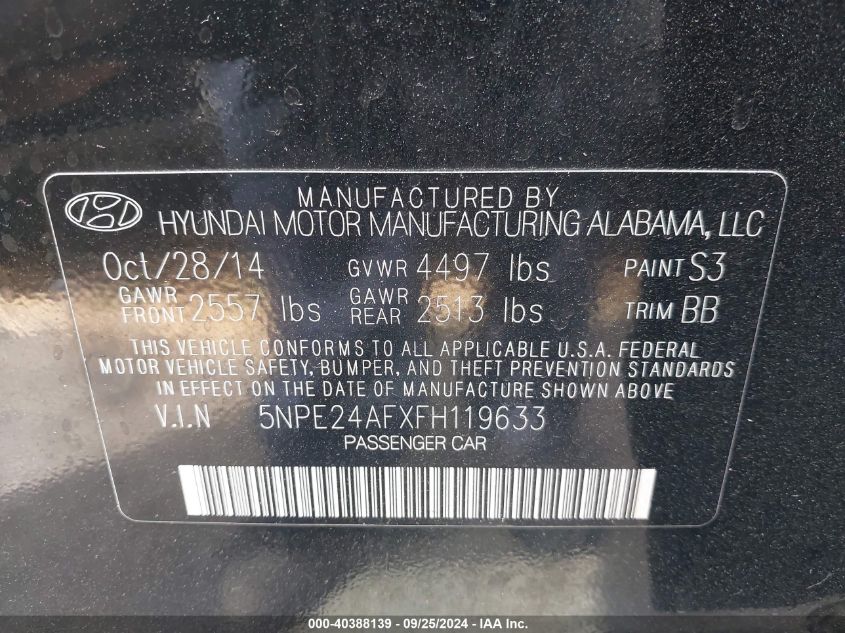 MANUFACTURED BY
HYUNDAI MOTOR MANUFACTURING ALABAMA, LLC
Oct/28/14 GVWR 4497 lbs PAINT S3
GAWR FRONT 2557 lbs GAWR REAR 2513 lbs TRIM BB
THIS VEHICLE CONFORMS TO ALL APPLICABLE U.S.A. FEDERAL
MOTOR VEHICLE SAFETY, BUMPER, AND THEFT PREVENTION STANDARDS
IN EFFECT ON THE DATE OF MANUFACTURE SHOWN ABOVE
V.I.N 5NPE24AFXFH119633
PASSENGER CAR
000-40388139 - 09/25/2024 - IAA Inc.